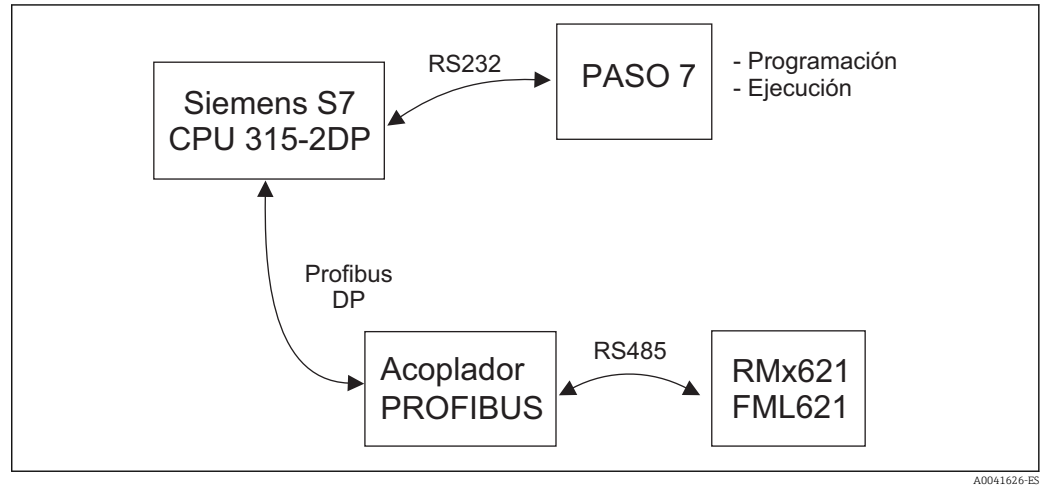 RS232
PASO 7
- Programación
- Ejecución
Siemens S7
CPU 315-2DP
Profibus
DP
Acoplador
PROFIBUS
RS485
RMx621
FML621
A0041626-ES